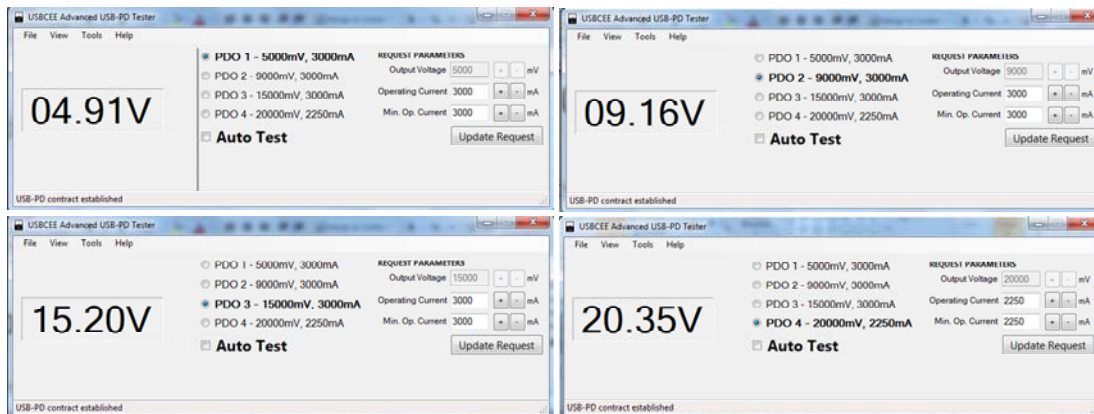 USBCEE Advanced USB-PD Tester
File View Tools Help
04.91V
PDO 1 - 5000mV, 3000mA
PDO 2 - 9000mV, 3000mA
PDO 3 - 15000mV, 3000mA
PDO 4 - 20000mV, 2250mA
Auto Test
REQUEST PARAMETERS
Output Voltage 5000 + - mV
Operating Current 3000 + - mA
Min. Op. Current 3000 + - mA
Update Request
USB-PD contract established
USBCEE Advanced USB-PD Tester
File View Tools Help
09.16V
PDO 1 - 5000mV, 3000mA
PDO 2 - 9000mV, 3000mA
PDO 3 - 15000mV, 3000mA
PDO 4 - 20000mV, 2250mA
Auto Test
REQUEST PARAMETERS
Output Voltage 9000 + - mV
Operating Current 3000 + - mA
Min. Op. Current 3000 + - mA
Update Request
USB-PD contract established
USBCEE Advanced USB-PD Tester
File View Tools Help
15.20V
PDO 1 - 5000mV, 3000mA
PDO 2 - 9000mV, 3000mA
PDO 3 - 15000mV, 3000mA
PDO 4 - 20000mV, 2250mA
Auto Test
REQUEST PARAMETERS
Output Voltage 15000 + - mV
Operating Current 3000 + - mA
Min. Op. Current 3000 + - mA
Update Request
USB-PD contract established
USBCEE Advanced USB-PD Tester
File View Tools Help
20.35V
PDO 1 - 5000mV, 3000mA
PDO 2 - 9000mV, 3000mA
PDO 3 - 15000mV, 3000mA
PDO 4 - 20000mV, 2250mA
Auto Test
REQUEST PARAMETERS
Output Voltage 20000 + - mV
Operating Current 2250 + - mA
Min. Op. Current 2250 + - mA
Update Request
USB-PD contract established